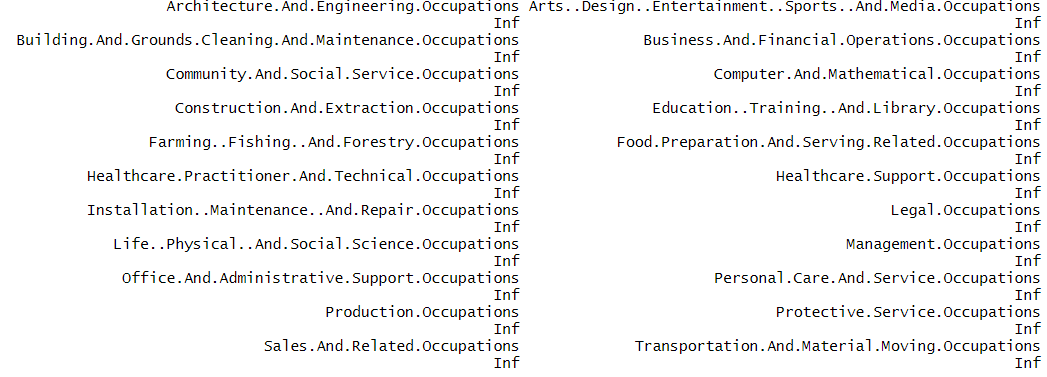 Architecture.And.Engineering.Occupations Arts..Design..Entertainment..Sports..And.Media.Occupations
Inf Inf
Building.And.Grounds.Cleaning.And.Maintenance.Occupations Business.And.Financial.Operations.Occupations
Inf Inf
Community.And.Social.Service.Occupations Computer.And.Mathematical.Occupations
Inf Inf
Construction.And.Extraction.Occupations Education..Training..And.Library.Occupations
Inf Inf
Farming..Fishing..And.Forestry.Occupations Food.Preparation.And.Serving.Related.Occupations
Inf Inf
Healthcare.Practitioner.And.Technical.Occupations Healthcare.Support.Occupations
Inf Inf
Installation..Maintenance..And.Repair.Occupations Legal.Occupations
Inf Inf
Life..Physical..And.Social.Science.Occupations Management.Occupations
Inf Inf
Office.And.Administrative.Support.Occupations Personal.Care.And.Service.Occupations
Inf Inf
Production.Occupations Protective.Service.Occupations
Inf Inf
Sales.And.Related.Occupations Transportation.And.Material.Moving.Occupations
Inf Inf